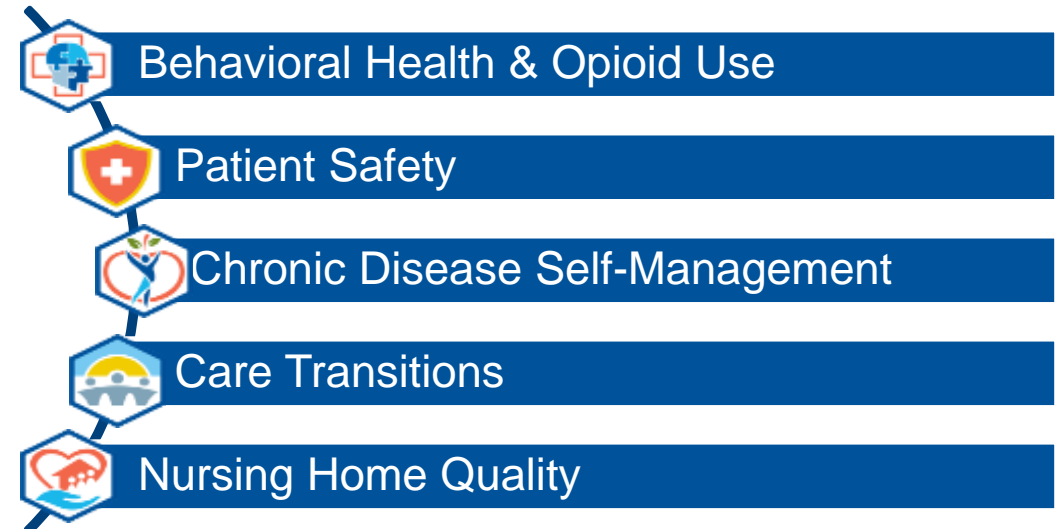 Behavioral Health & Opioid Use
Patient Safety
Chronic Disease Self-Management
Care Transitions
Nursing Home Quality